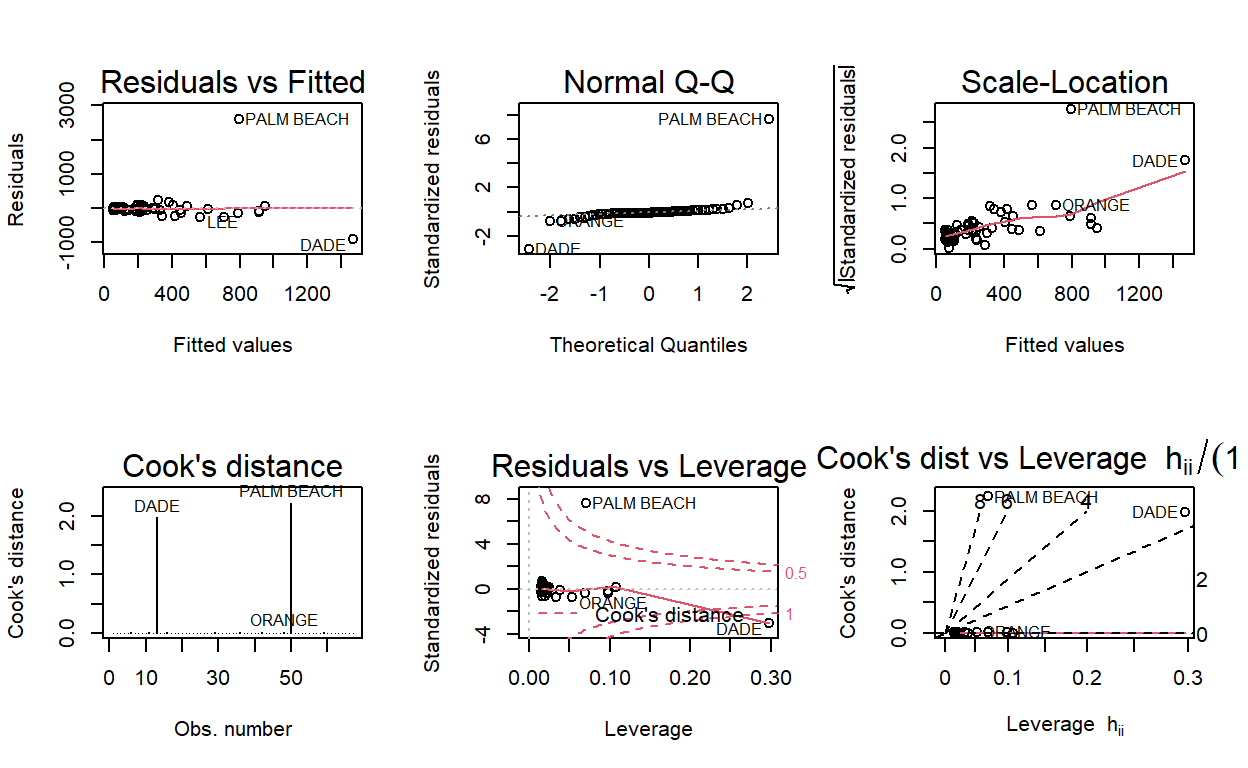 Residuals vs Fitted
Residuals
3000
1000
-1000
PALM BEACH
LEE
DADE
0 400 800 1200
Fitted values
Normal Q-Q
Standardized residuals
6
2
-2
PALM BEACH
ORANGE
DADE
-2 -1 0 1 2
Theoretical Quantiles
Scale-Location
√|Standardized residuals|
2.0
1.0
0.0
PALM BEACH
DADE
ORANGE
0 400 800 1200
Fitted values
Cook's distance
Cook's distance
2.0
1.0
0.0
PALM BEACH
DADE
ORANGE
0 10 30 50
Obs. number
Residuals vs Leverage
Standardized residuals
8
4
0
-4
PALM BEACH
0.5
ORANGE
Cook's distance
1
DADE
0.00 0.10 0.20 0.30
Leverage
Cook's dist vs Leverage hii/(1
Cook's distance
2.0
1.0
0.0
8 6 4
PALM BEACH
DADE
2
ORANGE
0
0 0.1 0.2 0.3
Leverage hii